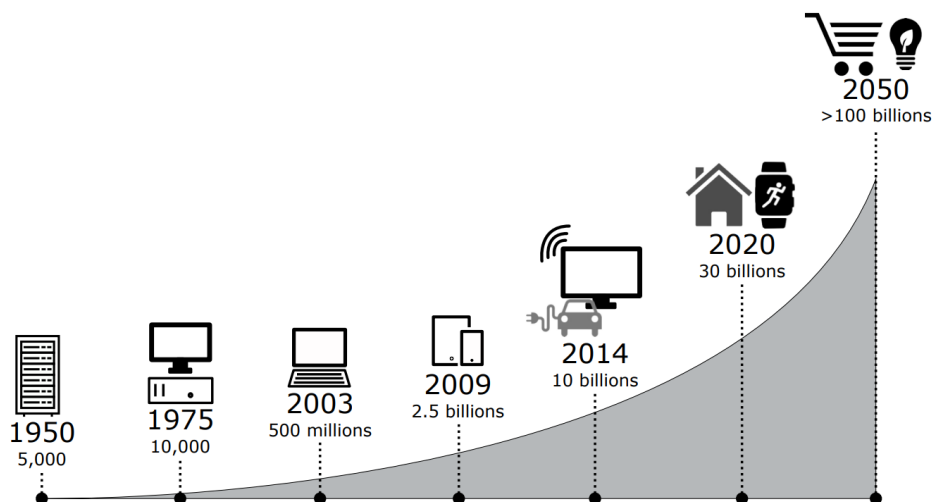 1950
5,000
1975
10,000
2003
500 millions
2009
2.5 billions
2014
10 billions
2020
30 billions
2050
>100 billions